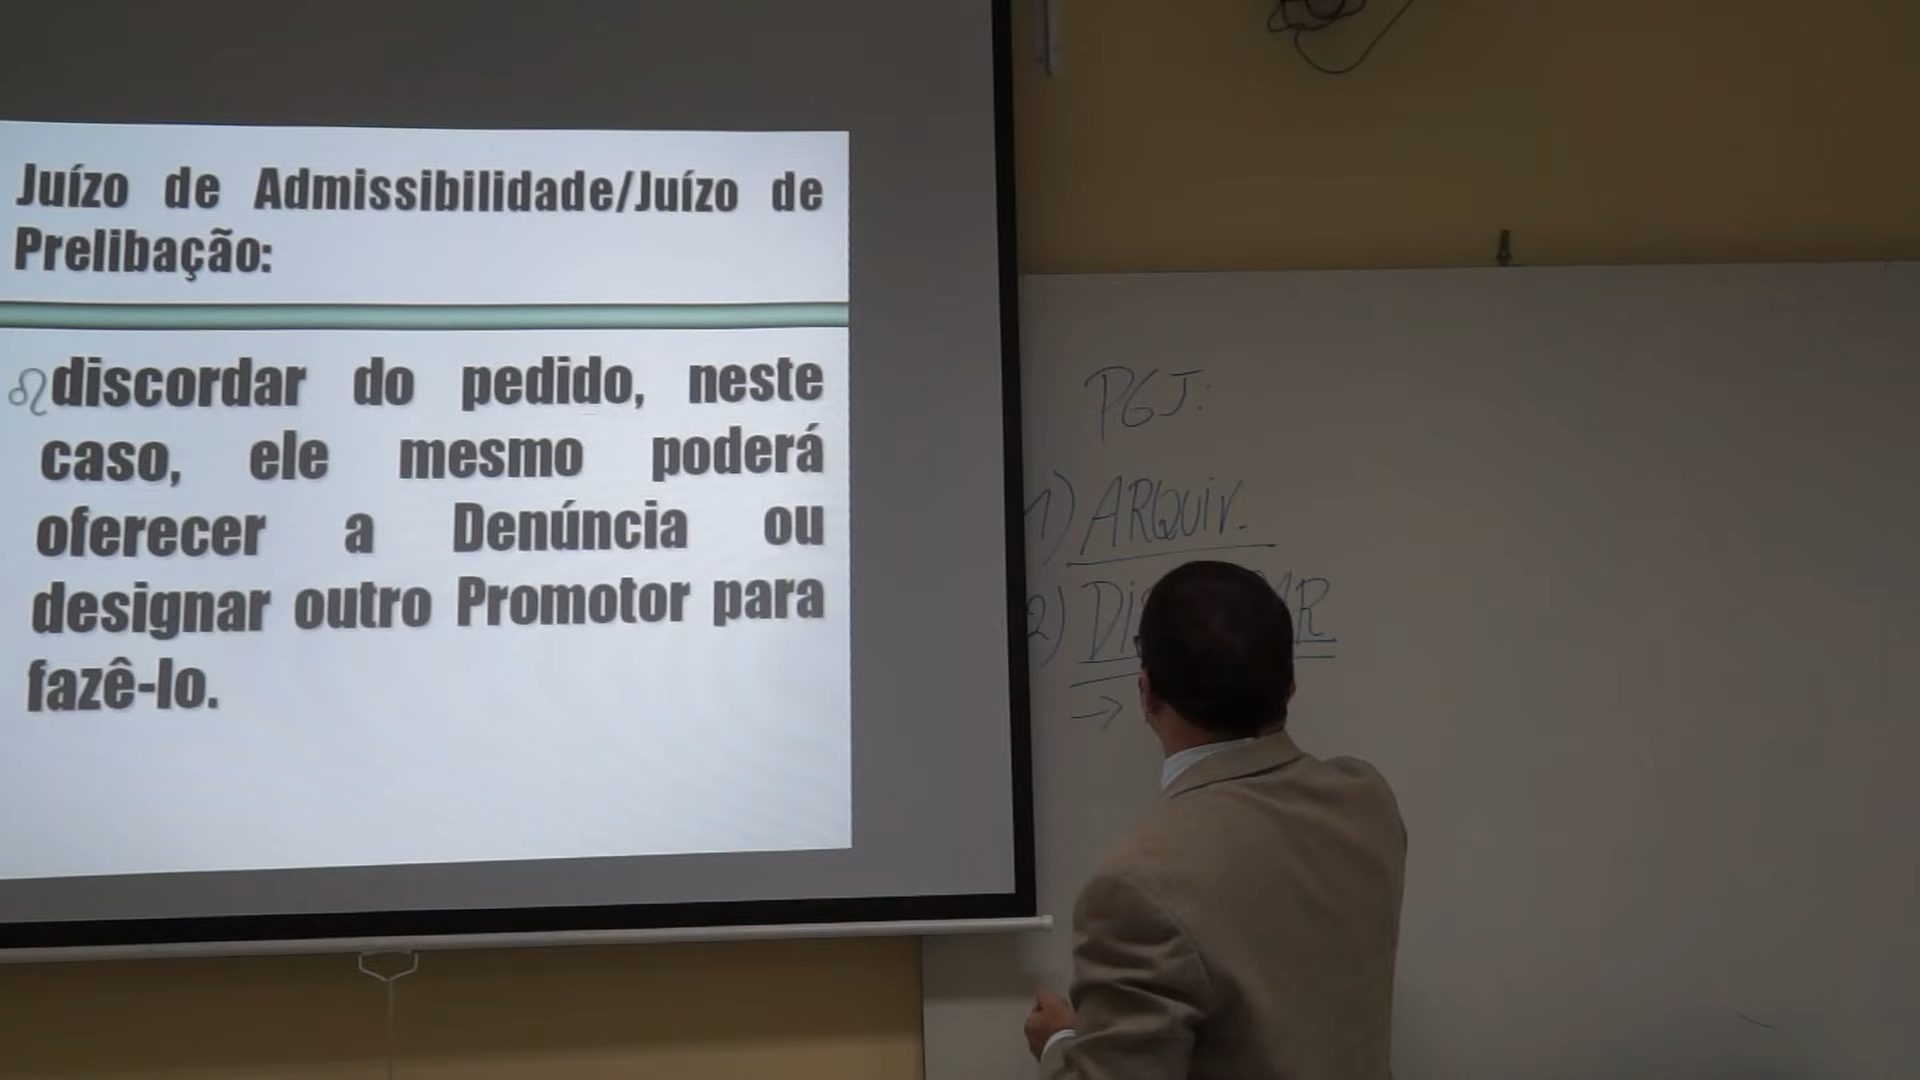 Juízo de Admissibilidade/Juízo de
Prelibação:
discordar do pedido, neste
caso, ele mesmo poderá
oferecer a Denúncia ou
designar outro Promotor para
fazê-lo.
PGJ:
1) ARQUIV.
2)
→